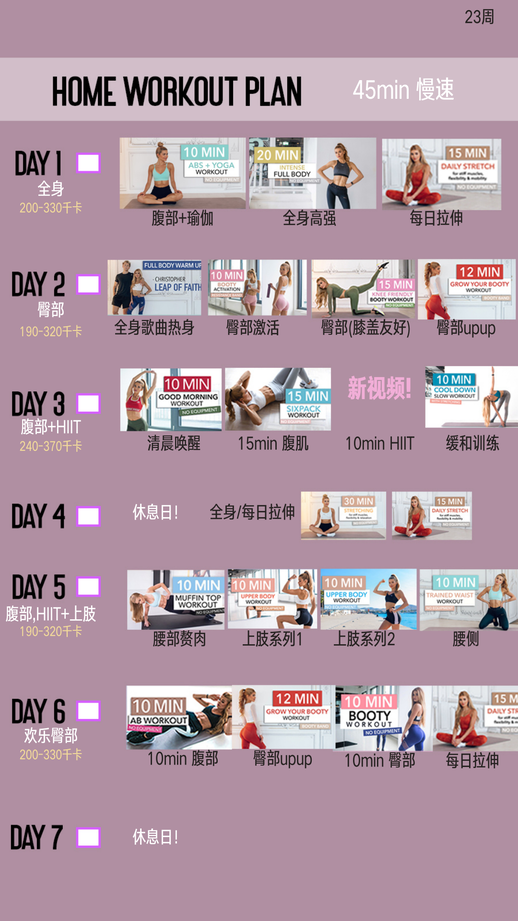 23周
HOME WORKOUT PLAN
45min 慢速
DAY 1
全身
200-330千卡
10 MIN
ABS + YOGA
WORKOUT
NO EQUIPMENT
腹部+瑜伽
20 MIN
INTENSE
FULL BODY
NO EQUIPMENT
全身高强
15 MIN
DAILY STRETCH
for stiff muscles,
flexibility & mobility
NO EQUIPMENT
每日拉伸
DAY 2
臀部
190-320千卡
FULL BODY WARM UP
CHRISTOPHER
LEAP OF FAITH
全身歌曲热身
10 MIN
BOOTY
ACTIVATION
臀部激活
15 MIN
KNEE FRIENDLY
BOOTY WORKOUT
NO EQUIPMENT
臀部(膝盖友好)
12 MIN
GROW YOUR BOOTY
WORKOUT
臀部upup
DAY 3
腹部+HIIT
240-370千卡
10 MIN
GOOD MORNING
WORKOUT
NO EQUIPMENT
清晨唤醒
15 MIN
SIXPACK
WORKOUT
15min 腹肌
新视频!
10min HIIT
10 MIN
COOL DOWN
SLOW WORKOUT
缓和训练
DAY 4
休息日!
全身/每日拉伸
30 MIN
STRETCHING
15 MIN
DAILY STRETCH
DAY 5
腹部,HIIT+上肢
190-320千卡
10 MIN
MUFFIN TOP
WORKOUT
NO EQUIPMENT
腰部赘肉
10 MIN
UPPER BODY
WORKOUT
上肢系列1
10 MIN
UPPER BODY
WORKOUT
上肢系列2
10 MIN
TRAINED WAIST
WORKOUT
腰侧
DAY 6
欢乐臀部
200-330千卡
10 MIN
AB WORKOUT
NO EQUIPMENT
10min 腹部
12 MIN
GROW YOUR BOOTY
WORKOUT
臀部upup
10 MIN
BOOTY
WORKOUT
NO EQUIPMENT
10min 臀部
15 M
DAILY STR
每日拉伸
DAY 7
休息日!